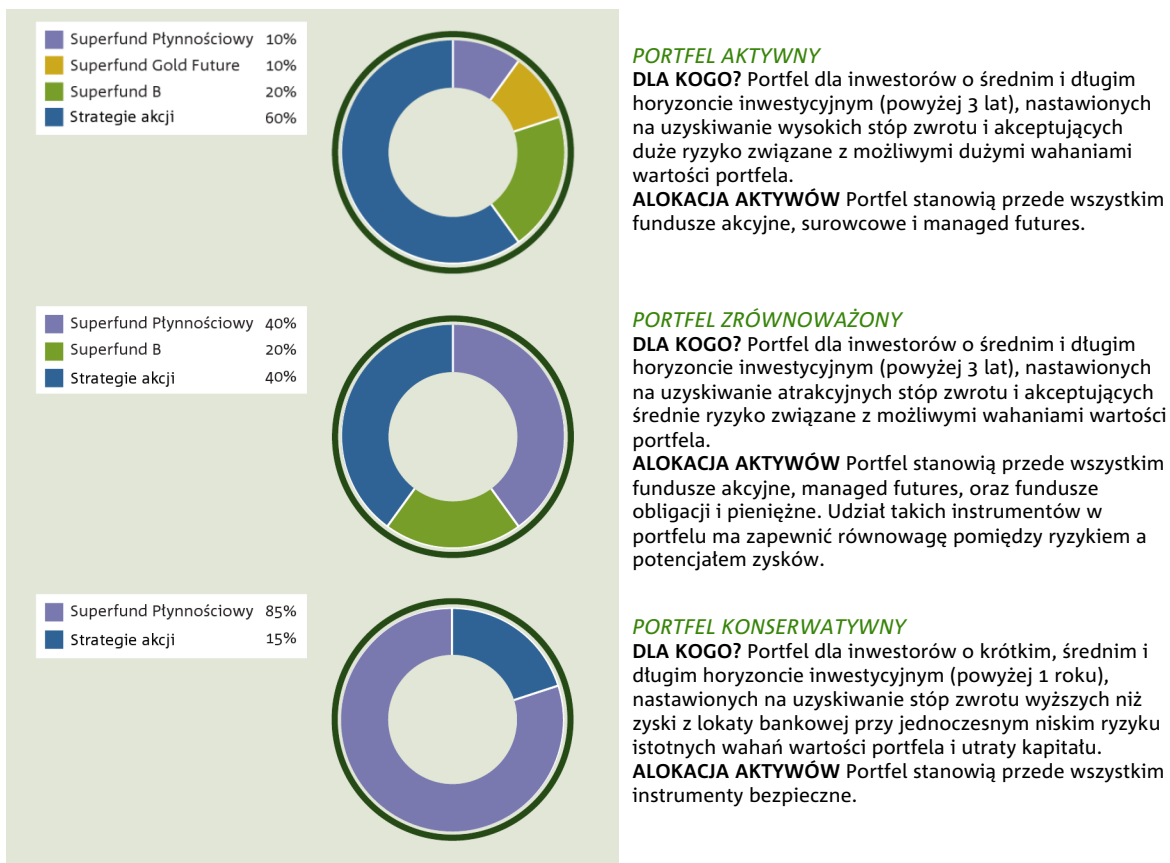 Superfund Płynnościowy 10%
Superfund Gold Future 10%
Superfund B 20%
Strategie akcji 60%
PORTFEL AKTYWNY
DLA KOGO? Portfel dla inwestorów o średnim i długim
horyzoncie inwestycyjnym (powyżej 3 lat), nastawionych
na uzyskiwanie wysokich stóp zwrotu i akceptujących
duże ryzyko związane z możliwymi dużymi wahaniami
wartości portfela.
ALOKACJA AKTYWÓW Portfel stanowią przede wszystkim
fundusze akcyjne, surowcowe i managed futures.
Superfund Płynnościowy 40%
Superfund B 20%
Strategie akcji 40%
PORTFEL ZRÓWNOWAŻONY
DLA KOGO? Portfel dla inwestorów o średnim i długim
horyzoncie inwestycyjnym (powyżej 3 lat), nastawionych
na uzyskiwanie atrakcyjnych stóp zwrotu i akceptujących
średnie ryzyko związane z możliwymi wahaniami wartości
portfela.
ALOKACJA AKTYWÓW Portfel stanowią przede wszystkim
fundusze akcyjne, managed futures, oraz fundusze
obligacji i pieniężne. Udział takich instrumentów w
portfelu ma zapewnić równowagę pomiędzy ryzykiem a
potencjałem zysków.
Superfund Płynnościowy 85%
Strategie akcji 15%
PORTFEL KONSERWATYWNY
DLA KOGO? Portfel dla inwestorów o krótkim, średnim i
długim horyzoncie inwestycyjnym (powyżej 1 roku),
nastawionych na uzyskiwanie stóp zwrotu wyższych niż
zyski z lokaty bankowej przy jednoczesnym niskim ryzyku
istotnych wahań wartości portfela i utraty kapitału.
ALOKACJA AKTYWÓW Portfel stanowią przede wszystkim
instrumenty bezpieczne.